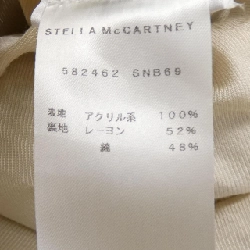 STELLA McCARTNEY
582462 SNB69
表地 アクリル系 100%
裏地 レーヨン 52%
綿 48%